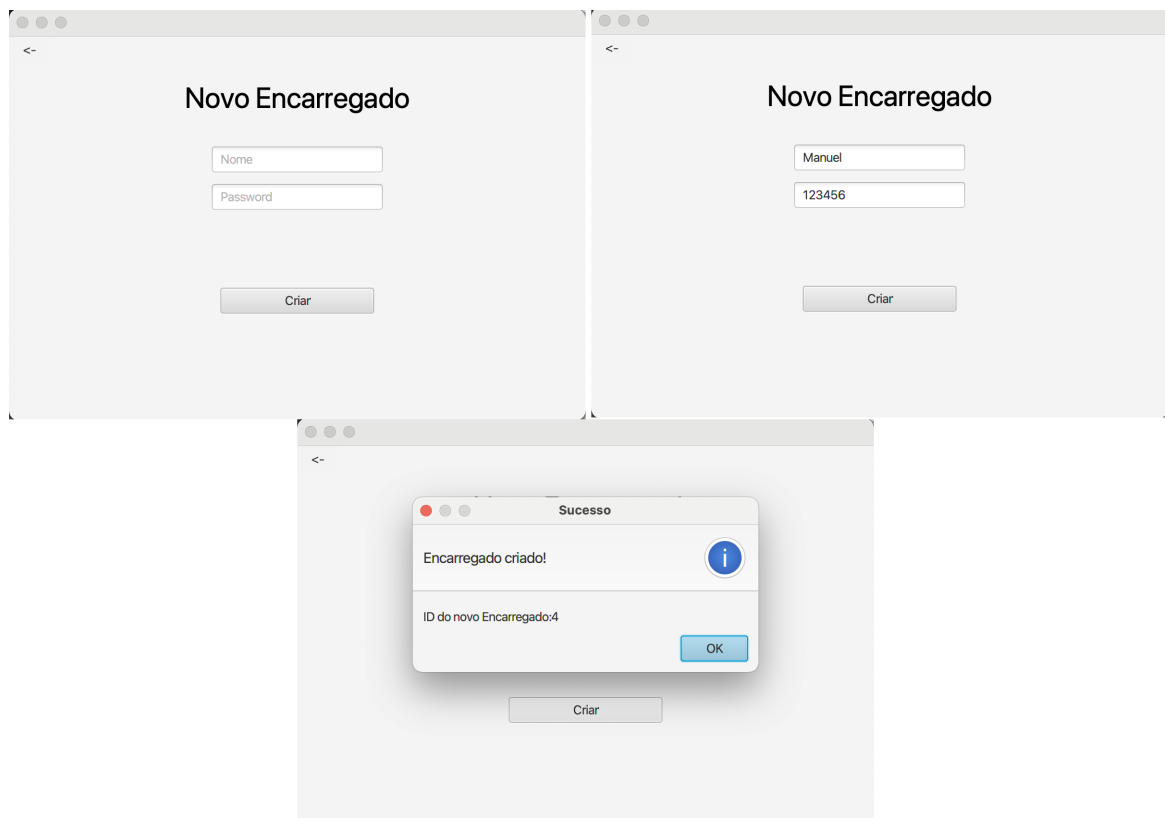 <-
Novo Encarregado
Nome
Password
Criar
<-
Novo Encarregado
Manuel
123456
Criar
<-
Sucesso
Encarregado criado!
i
ID do novo Encarregado:4
OK
Criar